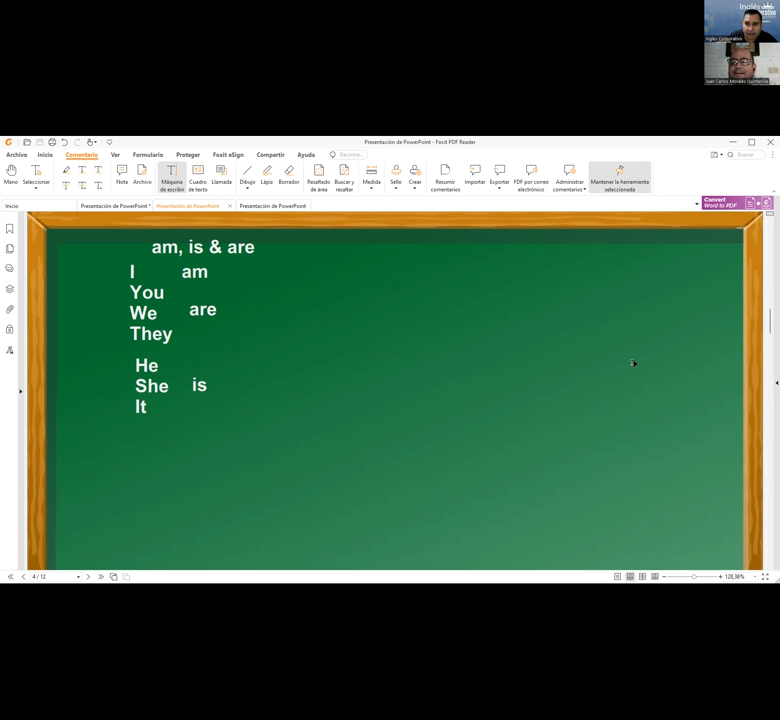 Inglés
Corporativo
Inglés Corporativo
Juan Carlos Morales Quintanilla
Presentación de PowerPoint - Foxit PDF Reader
Archivo Inicio Comentario Ver Formulario Proteger Foxit eSign Compartir Ayuda Decirme... Buscar
Mano Seleccionar Nota Archivo Máquina de escribir Cuadro de texto Llamada Dibujo Lápiz Borrador Resaltado de área Buscar y resaltar Medida Sello Crear Resumir comentarios Importar Exportar FDF por correo electrónico Administrar comentarios Mantener la herramienta seleccionada
Inicio Presentación de PowerPoint * Presentación de PowerPoint Presentación de PowerPoint
Convert
Word to PDF
am, is & are
I am
You
We are
They
He
She is
It
4 / 12 128,36%